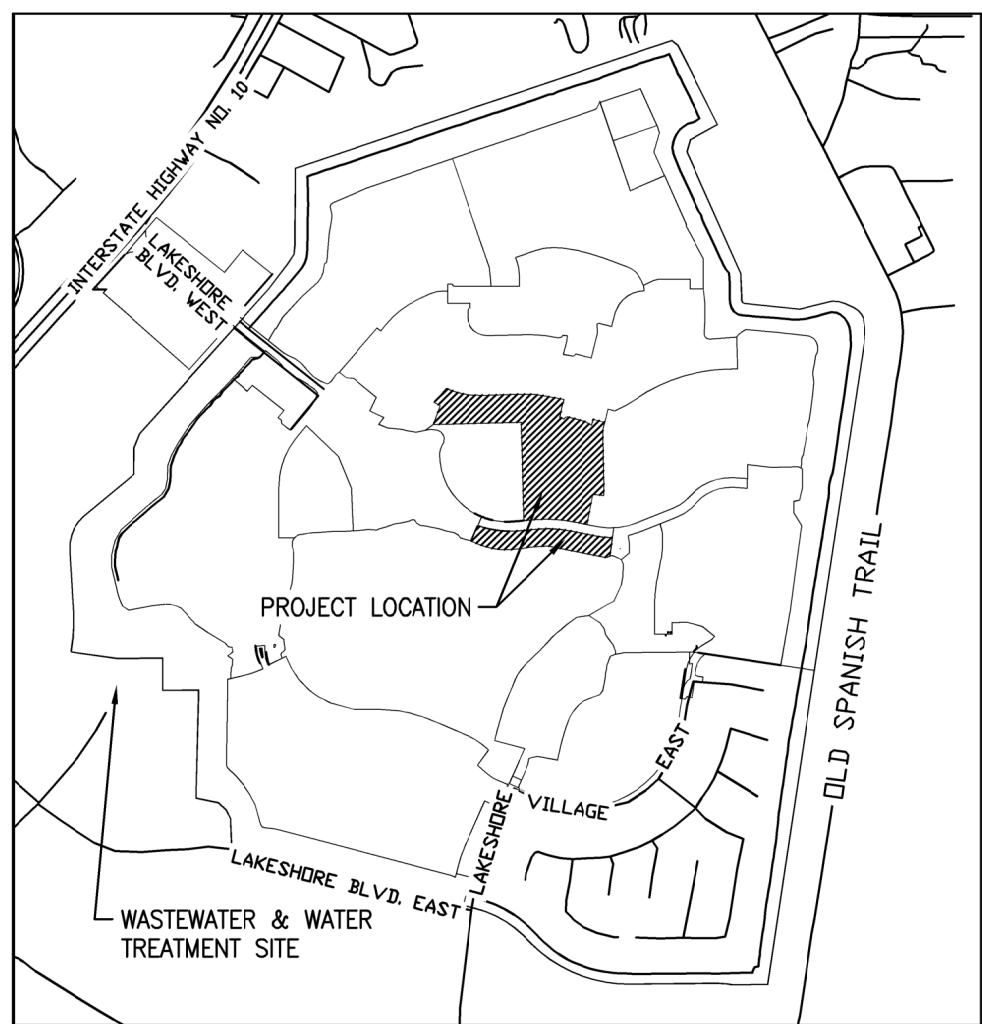 INTERSTATE HIGHWAY NO. 10
LAKESHORE
BLVD. WEST
PROJECT LOCATION
OLD SPANISH TRAIL
EAST
VILLAGE
LAKESHORE
LAKESHORE BLVD. EAST
WASTEWATER & WATER
TREATMENT SITE